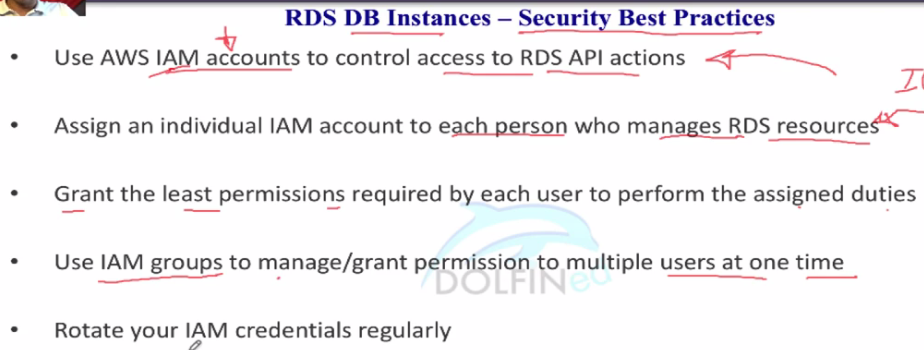 RDS DB Instances – Security Best Practices
• Use AWS IAM accounts to control access to RDS API actions
• Assign an individual IAM account to each person who manages RDS resources
• Grant the least permissions required by each user to perform the assigned duties
• Use IAM groups to manage/grant permission to multiple users at one time
DOLFINed
• Rotate your IAM credentials regularly